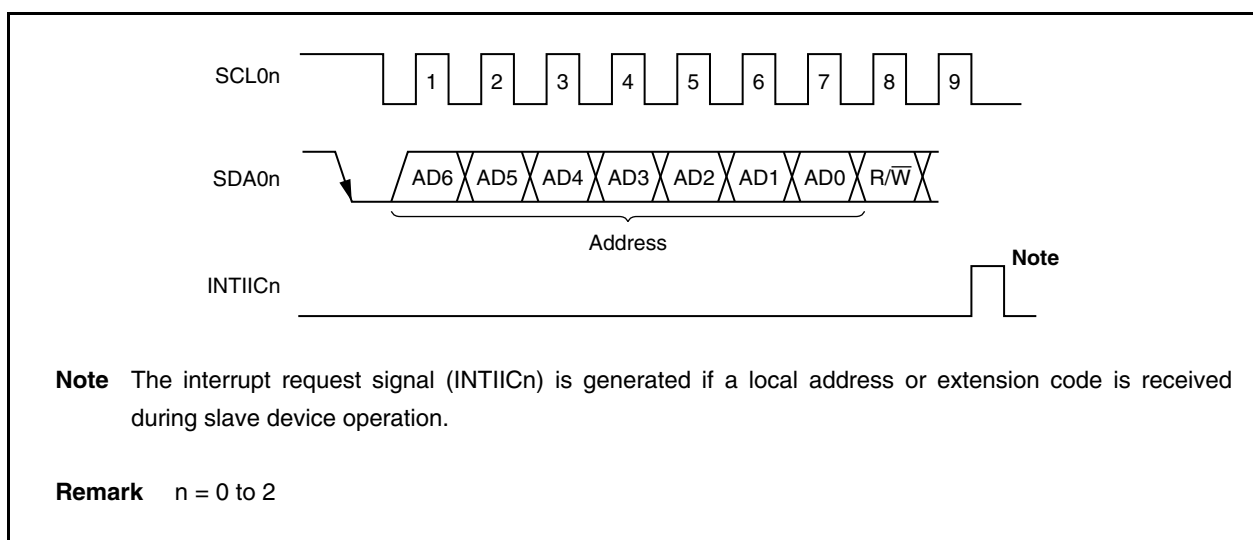 SCL0n 1 2 3 4 5 6 7 8 9
SDA0n AD6 AD5 AD4 AD3 AD2 AD1 AD0 R/W̅
Address
Note
INTIICn
Note The interrupt request signal (INTIICn) is generated if a local address or extension code is received
during slave device operation.
Remark n = 0 to 2